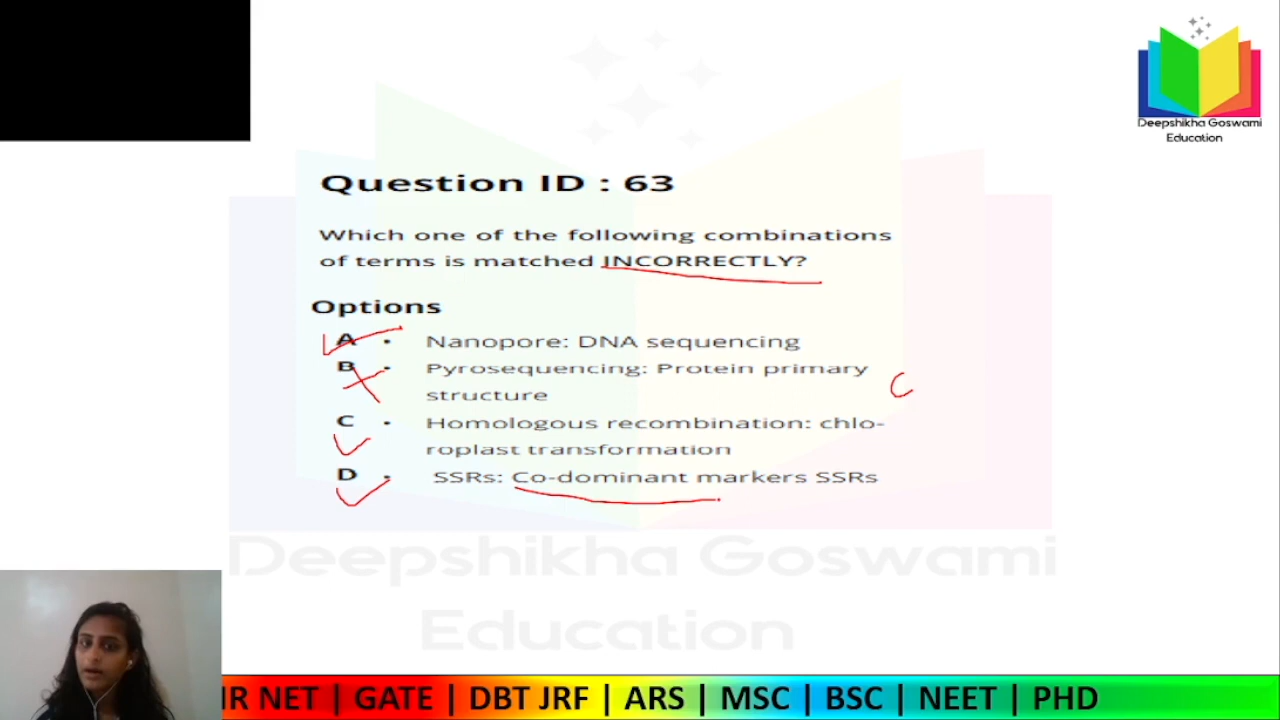 Deepshikha Goswami
Education
Question ID : 63
Which one of the following combinations
of terms is matched INCORRECTLY?
Options
A • Nanopore: DNA sequencing
B • Pyrosequencing: Protein primary
structure
C
C • Homologous recombination: chlo-
roplast transformation
D • SSRs: Co-dominant markers SSRs
Deepshikha Goswami
Education
IR NET | GATE | DBT JRF | ARS | MSC | BSC | NEET | PHD